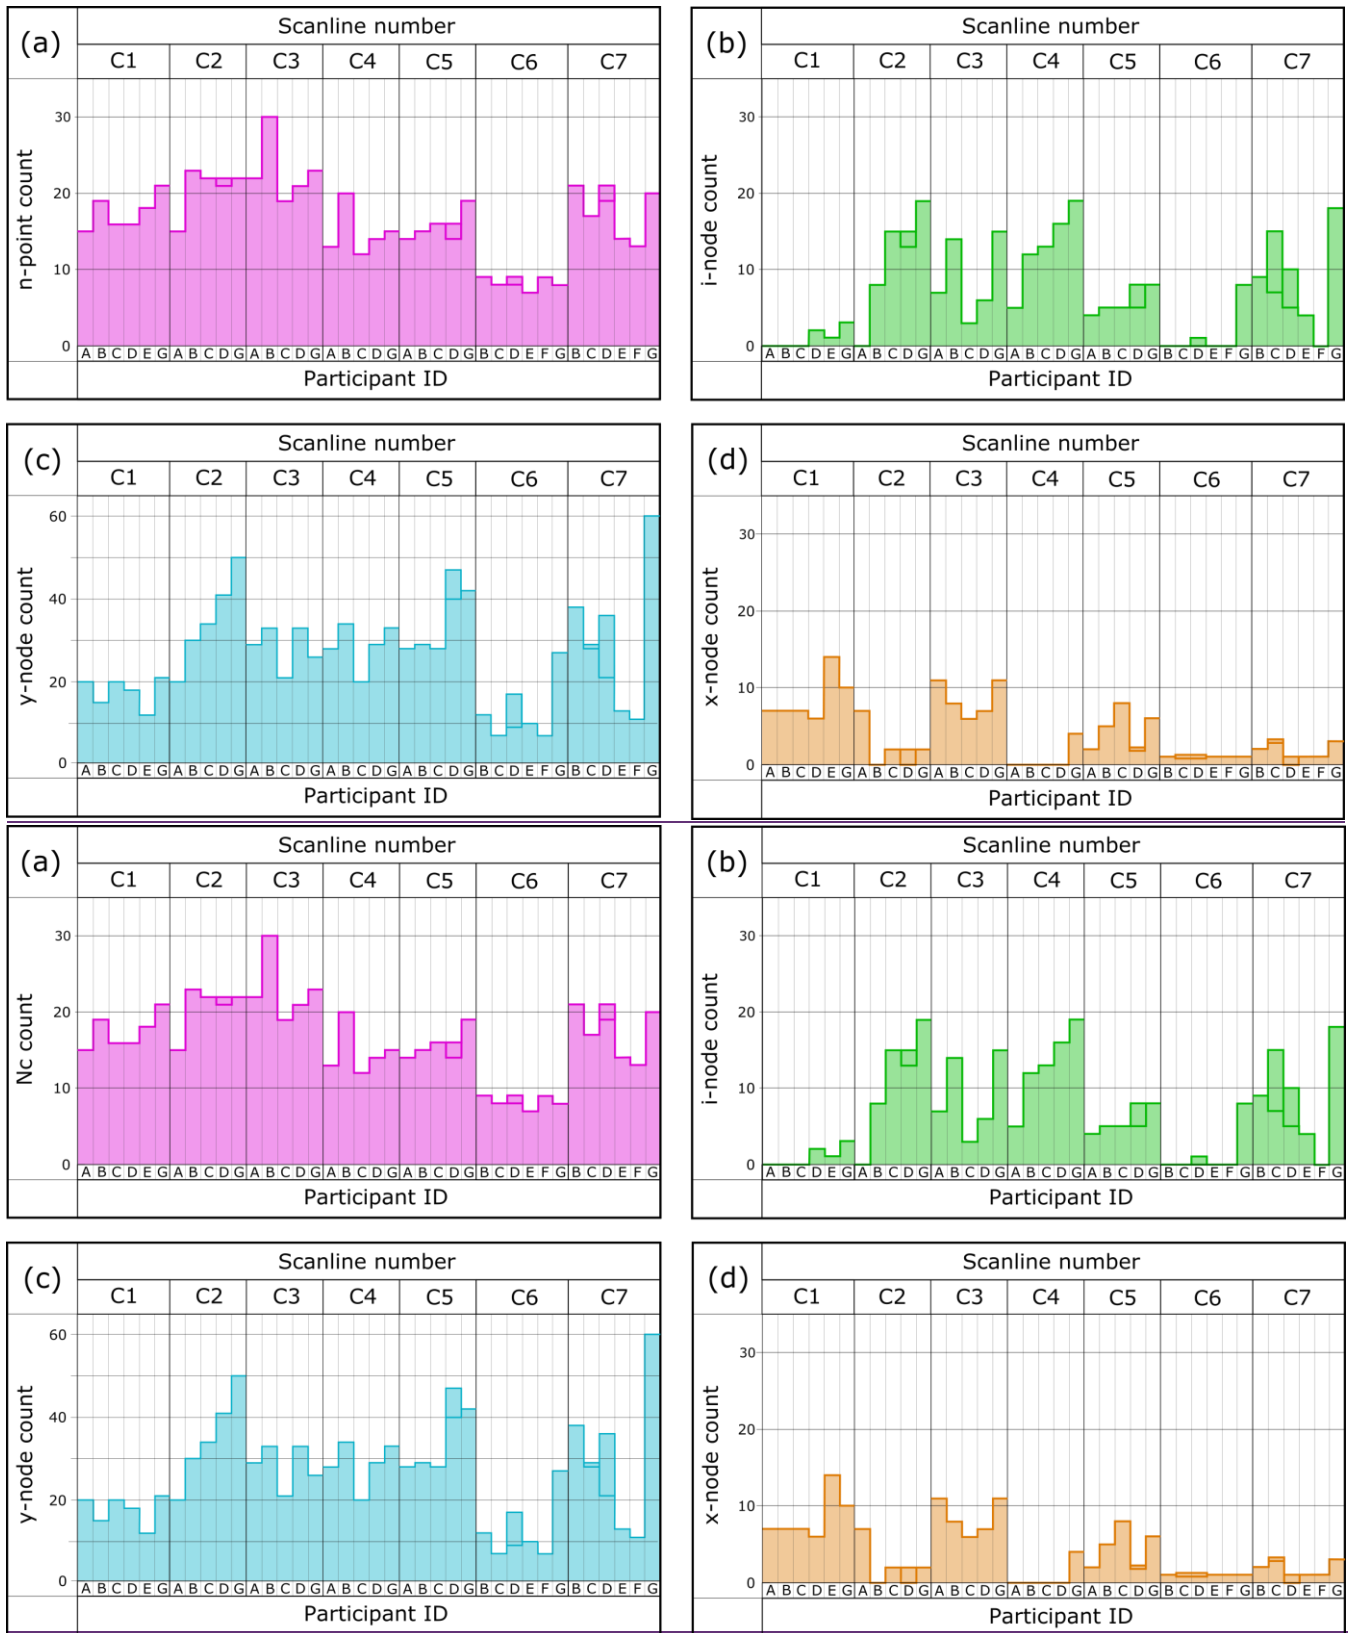 (a) Scanline number
C1 C2 C3 C4 C5 C6 C7
n-point count
30
20
10
0
A B C D E G A B C D G A B C D G A B C D G A B C D G B C D E F G B C D E F G
Participant ID
(b) Scanline number
C1 C2 C3 C4 C5 C6 C7
i-node count
30
20
10
0
A B C D E G A B C D G A B C D G A B C D G A B C D G B C D E F G B C D E F G
Participant ID
(c) Scanline number
C1 C2 C3 C4 C5 C6 C7
y-node count
60
40
20
0
A B C D E G A B C D G A B C D G A B C D G A B C D G B C D E F G B C D E F G
Participant ID
(d) Scanline number
C1 C2 C3 C4 C5 C6 C7
x-node count
30
20
10
0
A B C D E G A B C D G A B C D G A B C D G A B C D G B C D E F G B C D E F G
Participant ID
(a) Scanline number
C1 C2 C3 C4 C5 C6 C7
Nc count
30
20
10
0
A B C D E G A B C D G A B C D G A B C D G A B C D G B C D E F G B C D E F G
Participant ID
(b) Scanline number
C1 C2 C3 C4 C5 C6 C7
i-node count
30
20
10
0
A B C D E G A B C D G A B C D G A B C D G A B C D G B C D E F G B C D E F G
Participant ID
(c) Scanline number
C1 C2 C3 C4 C5 C6 C7
y-node count
60
40
20
0
A B C D E G A B C D G A B C D G A B C D G A B C D G B C D E F G B C D E F G
Participant ID
(d) Scanline number
C1 C2 C3 C4 C5 C6 C7
x-node count
30
20
10
0
A B C D E G A B C D G A B C D G A B C D G A B C D G B C D E F G B C D E F G
Participant ID